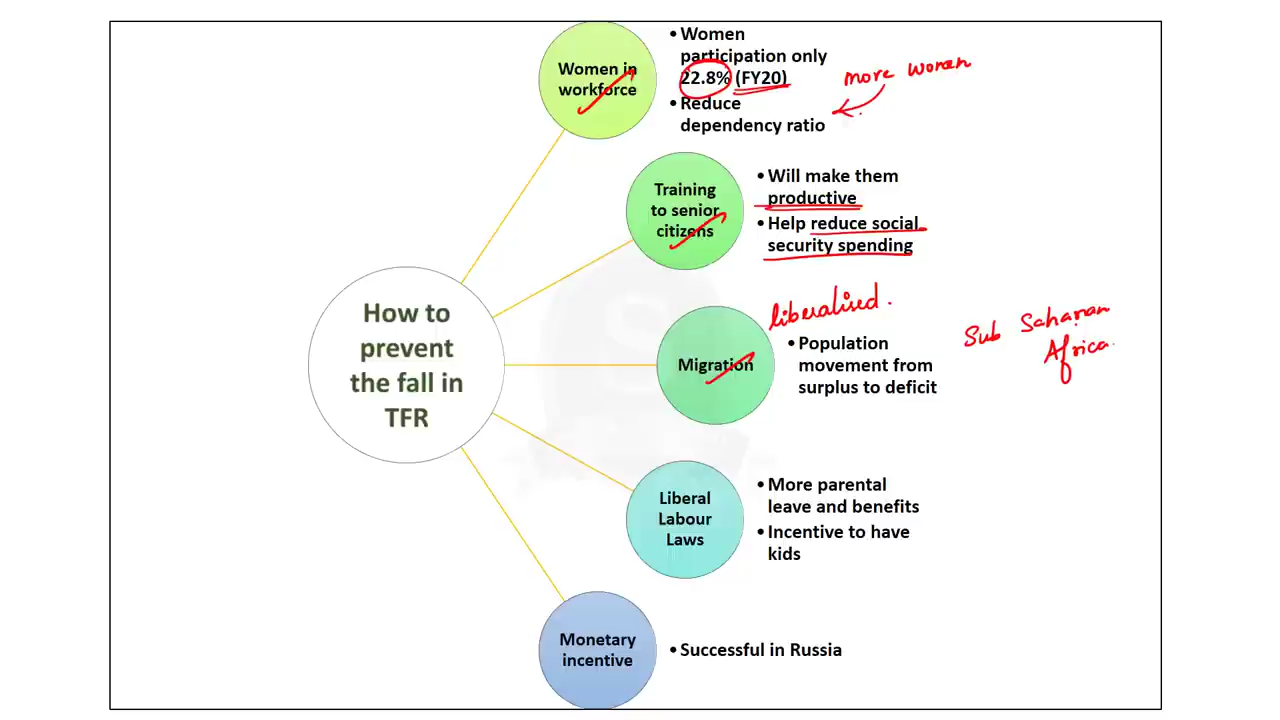 Women in
workforce
• Women
participation only
22.8% (FY20)
• Reduce
dependency ratio
more women
Training
to senior
citizens
• Will make them
productive
• Help reduce social
security spending
How to
prevent
the fall in
TFR
liberalised.
Migration
• Population
movement from
surplus to deficit
Sub Saharan
Africa.
Liberal
Labour
Laws
• More parental
leave and benefits
• Incentive to have
kids
Monetary
incentive
• Successful in Russia